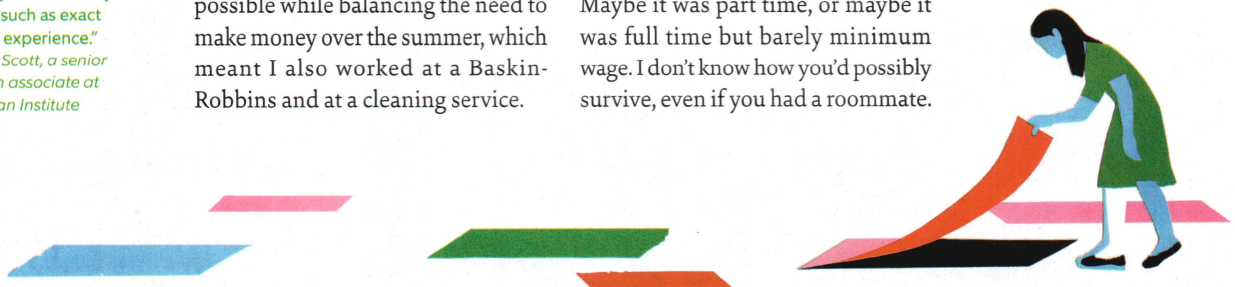 such as exact
experience.”
Scott, a senior
associate at
an Institute
possible while balancing the need to
make money over the summer, which
meant I also worked at a Baskin-
Robbins and at a cleaning service.
Maybe it was part time, or maybe it
was full time but barely minimum
wage. I don’t know how you’d possibly
survive, even if you had a roommate.